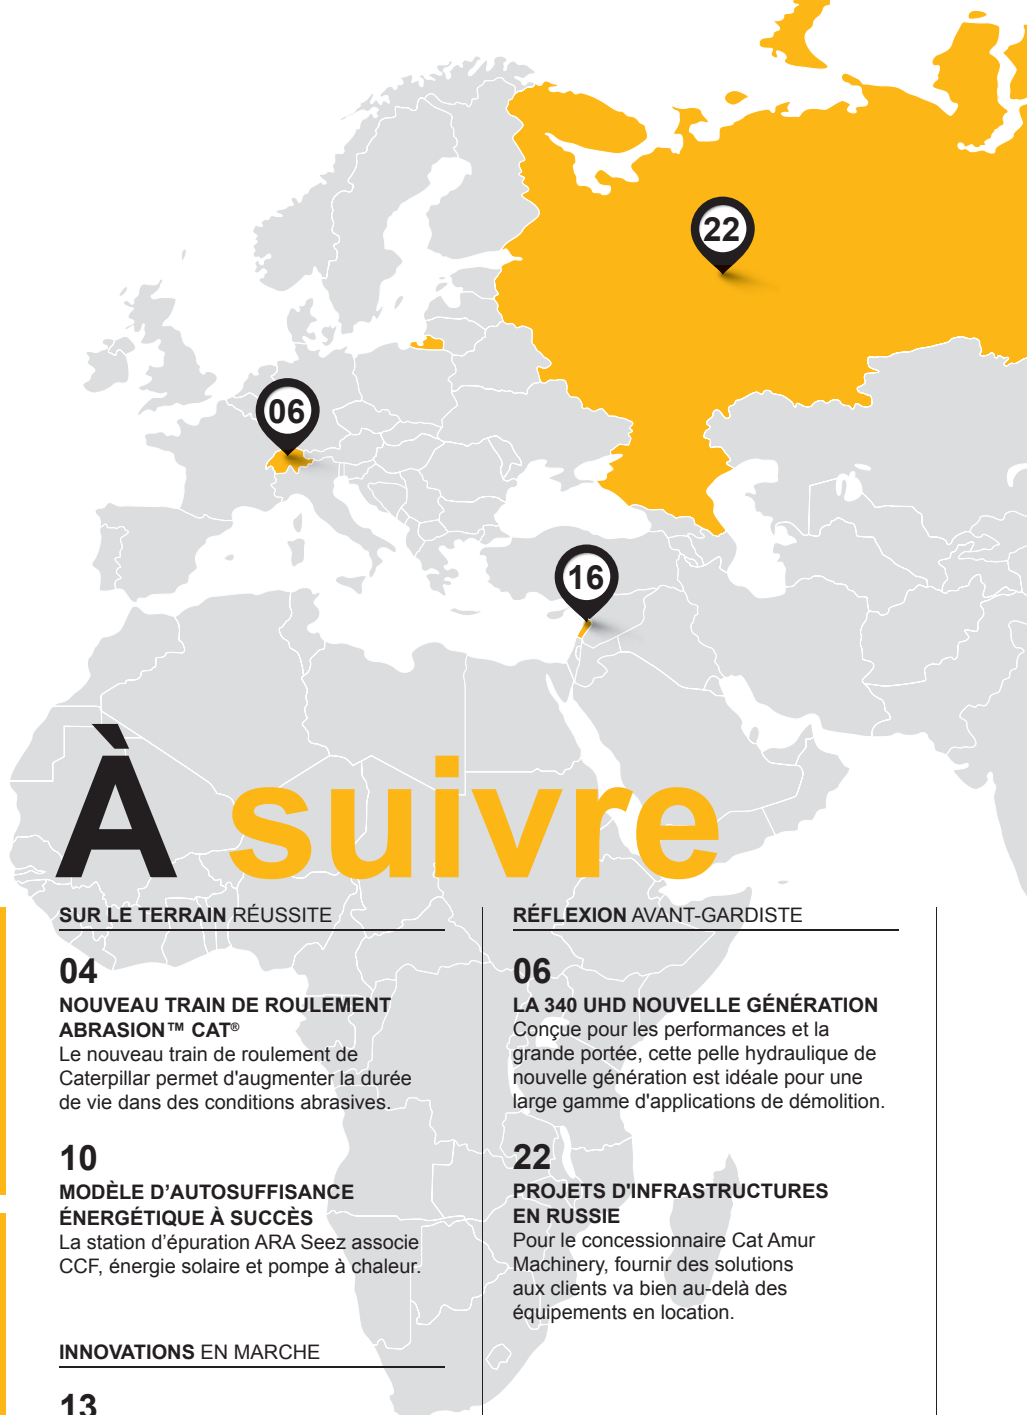 22
06
16
À suivre
SUR LE TERRAIN RÉUSSITE
04
NOUVEAU TRAIN DE ROULEMENT
ABRASION™ CAT®
Le nouveau train de roulement de
Caterpillar permet d'augmenter la durée
de vie dans des conditions abrasives.
10
MODÈLE D’AUTOSUFFISANCE
ÉNERGÉTIQUE À SUCCÈS
La station d’épuration ARA Seez associe
CCF, énergie solaire et pompe à chaleur.
INNOVATIONS EN MARCHE
13
RÉFLEXION AVANT-GARDISTE
06
LA 340 UHD NOUVELLE GÉNÉRATION
Conçue pour les performances et la
grande portée, cette pelle hydraulique de
nouvelle génération est idéale pour une
large gamme d'applications de démolition.
22
PROJETS D'INFRASTRUCTURES
EN RUSSIE
Pour le concessionnaire Cat Amur
Machinery, fournir des solutions
aux clients va bien au-delà des
équipements en location.